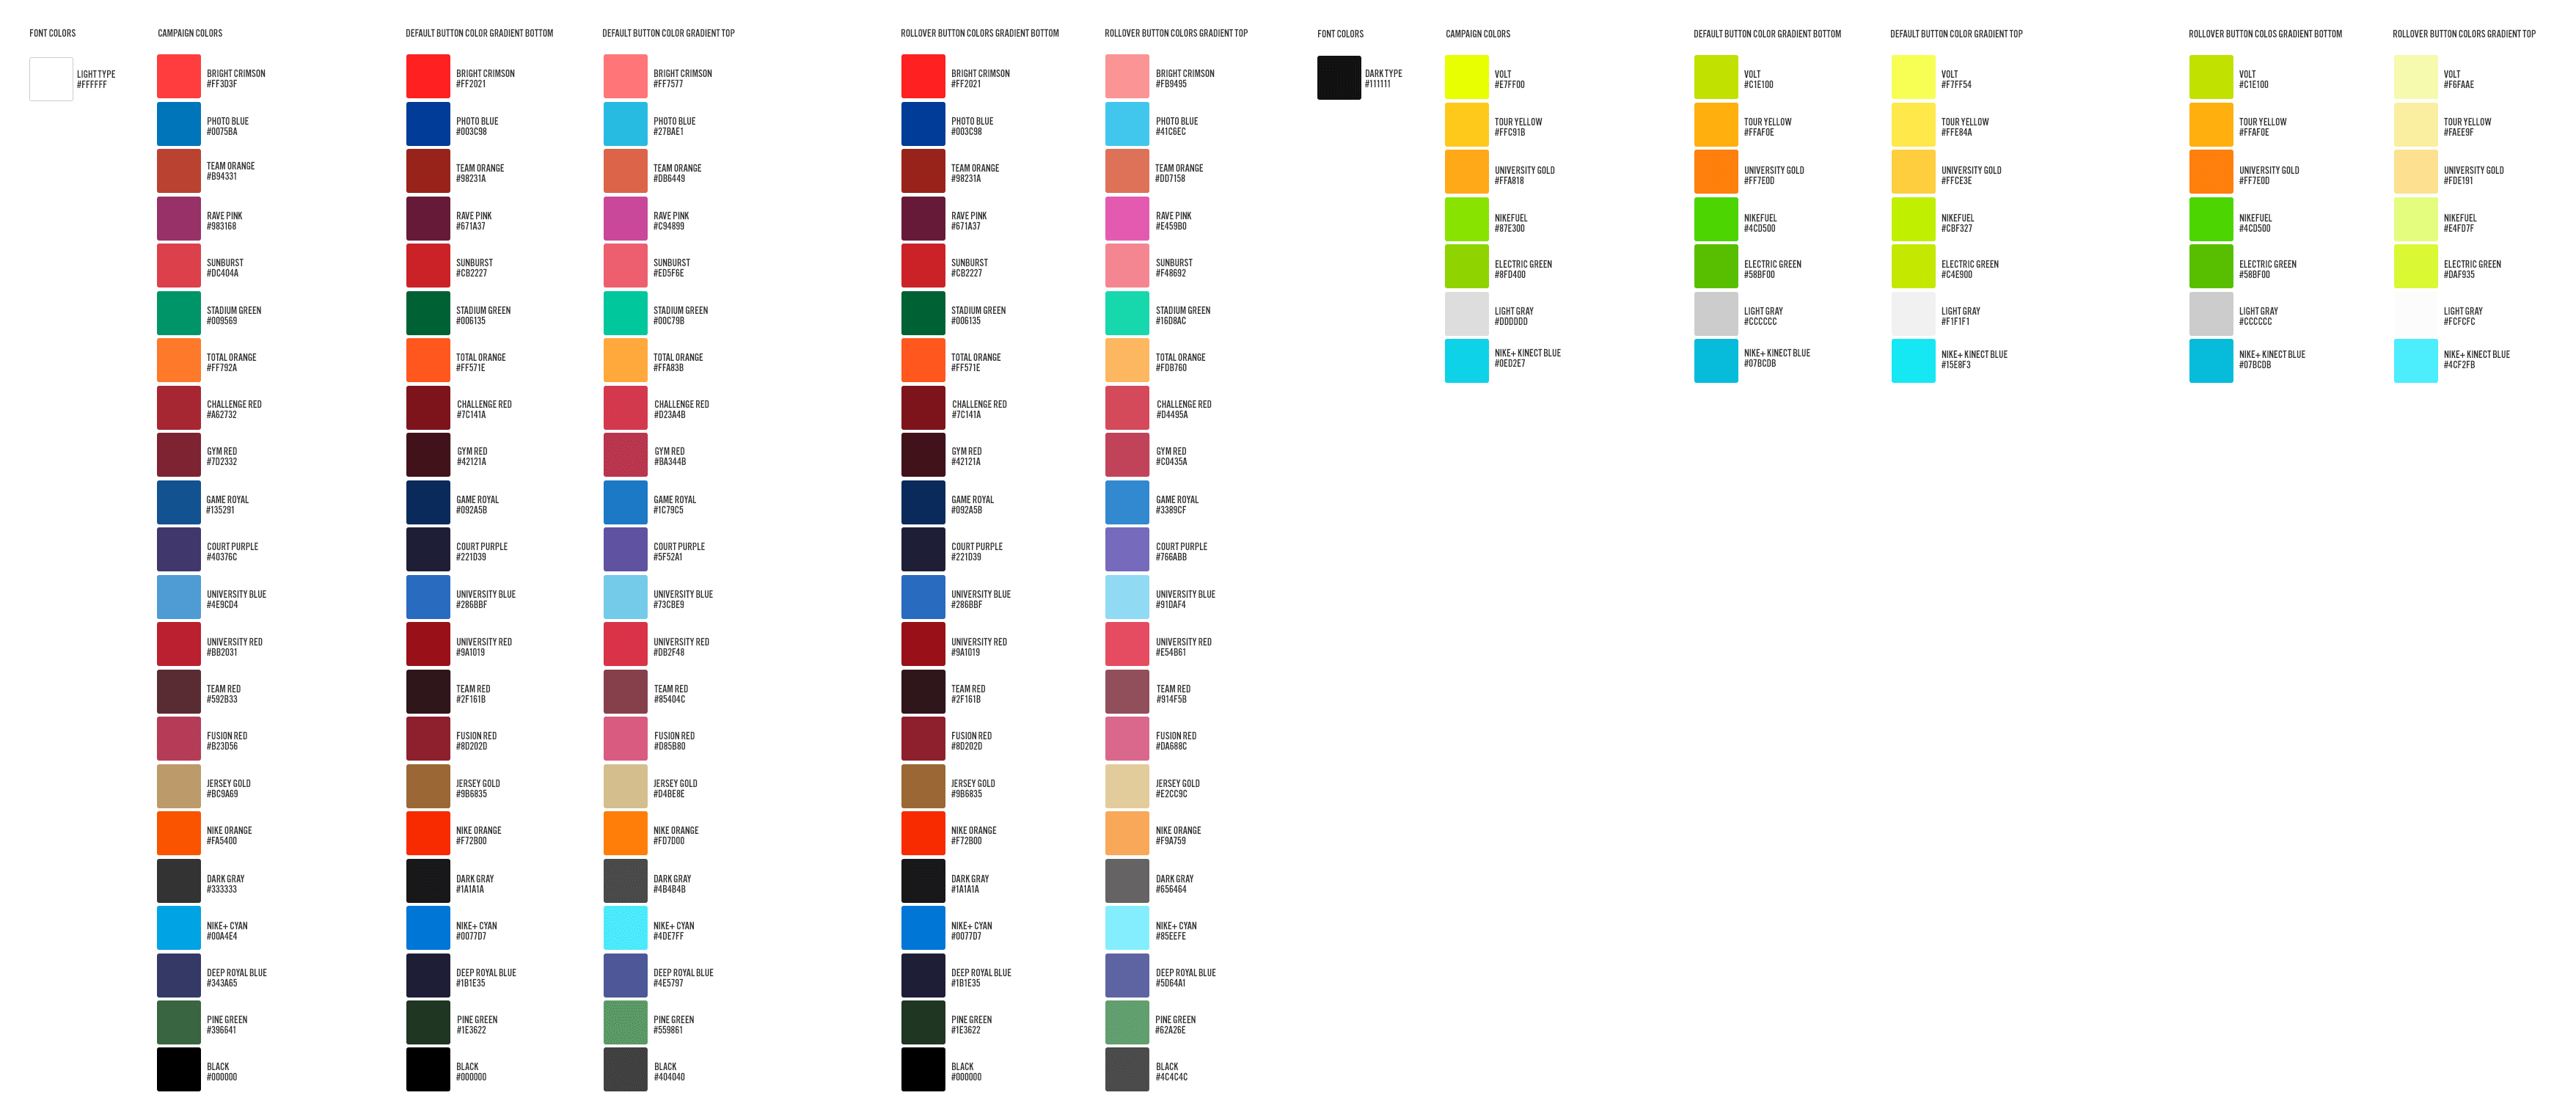 FONT COLORS
LIGHT TYPE
#FFFFFF
CAMPAIGN COLORS
BRIGHT CRIMSON
#FF3D3F
PHOTO BLUE
#0075BA
TEAM ORANGE
#B94331
RAVE PINK
#983168
SUNBURST
#DC404A
STADIUM GREEN
#009569
TOTAL ORANGE
#FF792A
CHALLENGE RED
#A62732
GYM RED
#7D2332
GAME ROYAL
#135291
COURT PURPLE
#40376C
UNIVERSITY BLUE
#4E9CD4
UNIVERSITY RED
#BB2031
TEAM RED
#592B33
FUSION RED
#B23D56
JERSEY GOLD
#BC9A69
NIKE ORANGE
#FA5400
DARK GRAY
#333333
NIKE+ CYAN
#00A4E4
DEEP ROYAL BLUE
#343A65
PINE GREEN
#396641
BLACK
#000000
DEFAULT BUTTON COLOR GRADIENT BOTTOM
BRIGHT CRIMSON
#FF2021
PHOTO BLUE
#003C98
TEAM ORANGE
#98231A
RAVE PINK
#671A37
SUNBURST
#CB2227
STADIUM GREEN
#006135
TOTAL ORANGE
#FF571E
CHALLENGE RED
#7C141A
GYM RED
#42121A
GAME ROYAL
#092A5B
COURT PURPLE
#221D39
UNIVERSITY BLUE
#286BBF
UNIVERSITY RED
#9A1019
TEAM RED
#2F161B
FUSION RED
#8D202D
JERSEY GOLD
#9B6835
NIKE ORANGE
#F72B00
DARK GRAY
#1A1A1A
NIKE+ CYAN
#0077D7
DEEP ROYAL BLUE
#1B1E35
PINE GREEN
#1E3622
BLACK
#000000
DEFAULT BUTTON COLOR GRADIENT TOP
BRIGHT CRIMSON
#FF7577
PHOTO BLUE
#27BAE1
TEAM ORANGE
#DB6449
RAVE PINK
#C94899
SUNBURST
#ED5F6E
STADIUM GREEN
#00C79B
TOTAL ORANGE
#FFA83B
CHALLENGE RED
#D23A4B
GYM RED
#BA344B
GAME ROYAL
#1C79C5
COURT PURPLE
#5F52A1
UNIVERSITY BLUE
#73CBE9
UNIVERSITY RED
#DB2F48
TEAM RED
#85404C
FUSION RED
#D85B80
JERSEY GOLD
#D4BE8E
NIKE ORANGE
#FD7D00
DARK GRAY
#4B4B4B
NIKE+ CYAN
#4DE7FF
DEEP ROYAL BLUE
#4E5797
PINE GREEN
#559861
BLACK
#404040
ROLLOVER BUTTON COLORS GRADIENT BOTTOM
BRIGHT CRIMSON
#FF2021
PHOTO BLUE
#003C98
TEAM ORANGE
#98231A
RAVE PINK
#671A37
SUNBURST
#CB2227
STADIUM GREEN
#006135
TOTAL ORANGE
#FF571E
CHALLENGE RED
#7C141A
GYM RED
#42121A
GAME ROYAL
#092A5B
COURT PURPLE
#221D39
UNIVERSITY BLUE
#286BBF
UNIVERSITY RED
#9A1019
TEAM RED
#2F161B
FUSION RED
#8D202D
JERSEY GOLD
#9B6835
NIKE ORANGE
#F72B00
DARK GRAY
#1A1A1A
NIKE+ CYAN
#0077D7
DEEP ROYAL BLUE
#1B1E35
PINE GREEN
#1E3622
BLACK
#000000
ROLLOVER BUTTON COLORS GRADIENT TOP
BRIGHT CRIMSON
#FB9495
PHOTO BLUE
#41C6EC
TEAM ORANGE
#DD7158
RAVE PINK
#E459B0
SUNBURST
#F48692
STADIUM GREEN
#16D8AC
TOTAL ORANGE
#FDB760
CHALLENGE RED
#D4495A
GYM RED
#C0435A
GAME ROYAL
#3389CF
COURT PURPLE
#766ABB
UNIVERSITY BLUE
#91DAF4
UNIVERSITY RED
#E54B61
TEAM RED
#914F5B
FUSION RED
#DA688C
JERSEY GOLD
#E2CC9C
NIKE ORANGE
#F9A759
DARK GRAY
#656464
NIKE+ CYAN
#85EEFE
DEEP ROYAL BLUE
#5D64A1
PINE GREEN
#62A26E
BLACK
#4C4C4C
FONT COLORS
DARK TYPE
#111111
CAMPAIGN COLORS
VOLT
#E7FF00
TOUR YELLOW
#FFC91B
UNIVERSITY GOLD
#FFA818
NIKEFUEL
#87E300
ELECTRIC GREEN
#8FD400
LIGHT GRAY
#DDDDDD
NIKE+ KINECT BLUE
#0ED2E7
DEFAULT BUTTON COLOR GRADIENT BOTTOM
VOLT
#C1E100
TOUR YELLOW
#FFAF0E
UNIVERSITY GOLD
#FF7E0D
NIKEFUEL
#4CD500
ELECTRIC GREEN
#58BF00
LIGHT GRAY
#CCCCCC
NIKE+ KINECT BLUE
#07BCDB
DEFAULT BUTTON COLOR GRADIENT TOP
VOLT
#F7FF54
TOUR YELLOW
#FFE84A
UNIVERSITY GOLD
#FFCE3E
NIKEFUEL
#CBF327
ELECTRIC GREEN
#C4E900
LIGHT GRAY
#F1F1F1
NIKE+ KINECT BLUE
#15E8F3
ROLLOVER BUTTON COLOS GRADIENT BOTTOM
VOLT
#C1E100
TOUR YELLOW
#FFAF0E
UNIVERSITY GOLD
#FF7E0D
NIKEFUEL
#4CD500
ELECTRIC GREEN
#58BF00
LIGHT GRAY
#CCCCCC
NIKE+ KINECT BLUE
#07BCDB
ROLLOVER BUTTON COLORS GRADIENT TOP
VOLT
#F6FAAE
TOUR YELLOW
#FAEE9F
UNIVERSITY GOLD
#FDE191
NIKEFUEL
#E4FD7F
ELECTRIC GREEN
#DAF935
LIGHT GRAY
#FCFCFC
NIKE+ KINECT BLUE
#4CF2FB